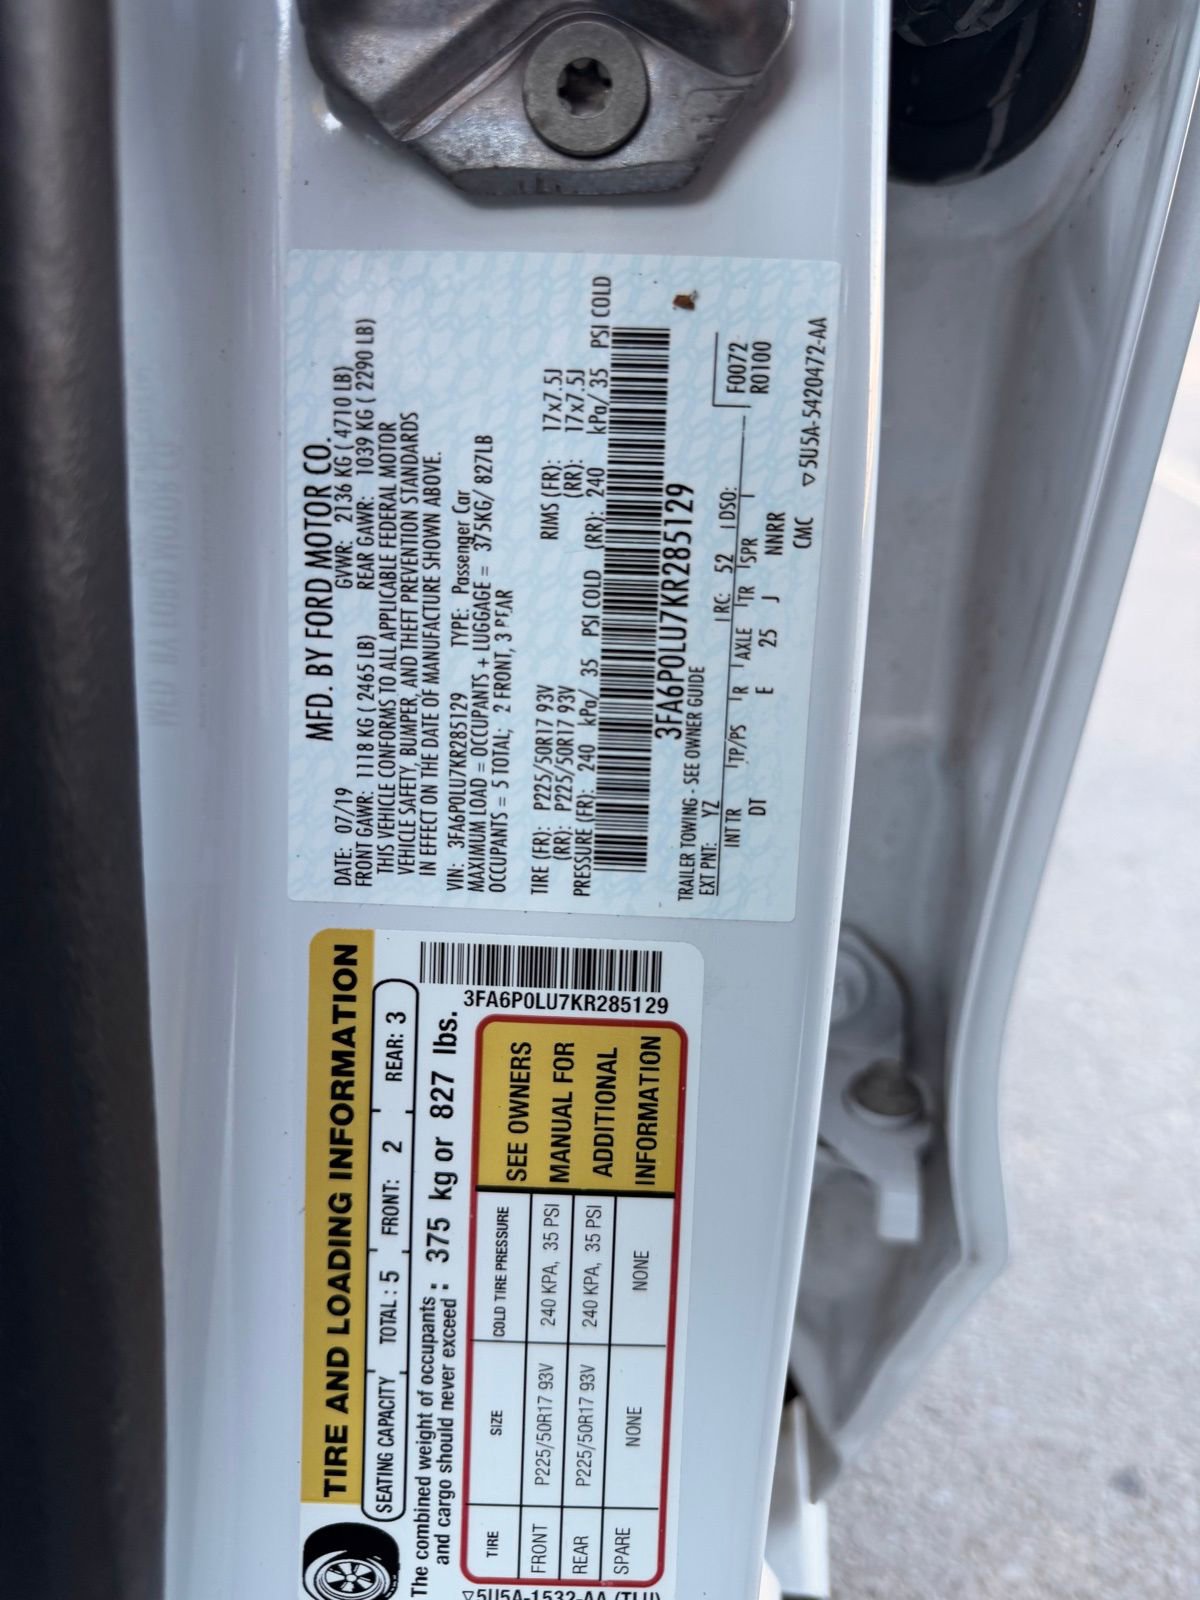 MFD. BY FORD MOTOR CO.
DATE: 07/19 GVWR: 2136 KG ( 4710 LB)
FRONT GAWR: 1118 KG ( 2465 LB) REAR GAWR: 1039 KG ( 2290 LB)
THIS VEHICLE CONFORMS TO ALL APPLICABLE FEDERAL MOTOR
VEHICLE SAFETY, BUMPER, AND THEFT PREVENTION STANDARDS
IN EFFECT ON THE DATE OF MANUFACTURE SHOWN ABOVE.
VIN: 3FA6P0LU7KR285129 TYPE: Passenger Car
MAXIMUM LOAD = OCCUPANTS + LUGGAGE = 375KG/ 827LB
OCCUPANTS = 5 TOTAL; 2 FRONT, 3 REAR
TIRE (FR): P225/50R17 93V RIMS (FR): 17x7.5J
(RR): P225/50R17 93V (RR): 17x7.5J
PRESSURE (FR): 240 kPa/ 35 PSI COLD (RR): 240 kPa/ 35 PSI COLD
3FA6P0LU7KR285129
TRAILER TOWING - SEE OWNER GUIDE
EXT PNT: YZ RC: 52 DSO: F0072
INT TR TP/PS R AXLE TR SPR R0100
DT E 25 J NNRR
CMC ▽5U5A-5420472-AA
TIRE AND LOADING INFORMATION
SEATING CAPACITY TOTAL: 5 FRONT: 2 REAR: 3
The combined weight of occupants
and cargo should never exceed : 375 kg or 827 lbs.
3FA6P0LU7KR285129
TIRE SIZE COLD TIRE PRESSURE
FRONT P225/50R17 93V 240 KPA, 35 PSI
REAR P225/50R17 93V 240 KPA, 35 PSI
SPARE NONE NONE
SEE OWNERS
MANUAL FOR
ADDITIONAL
INFORMATION
▽5U5A-1532-AA (TLU)